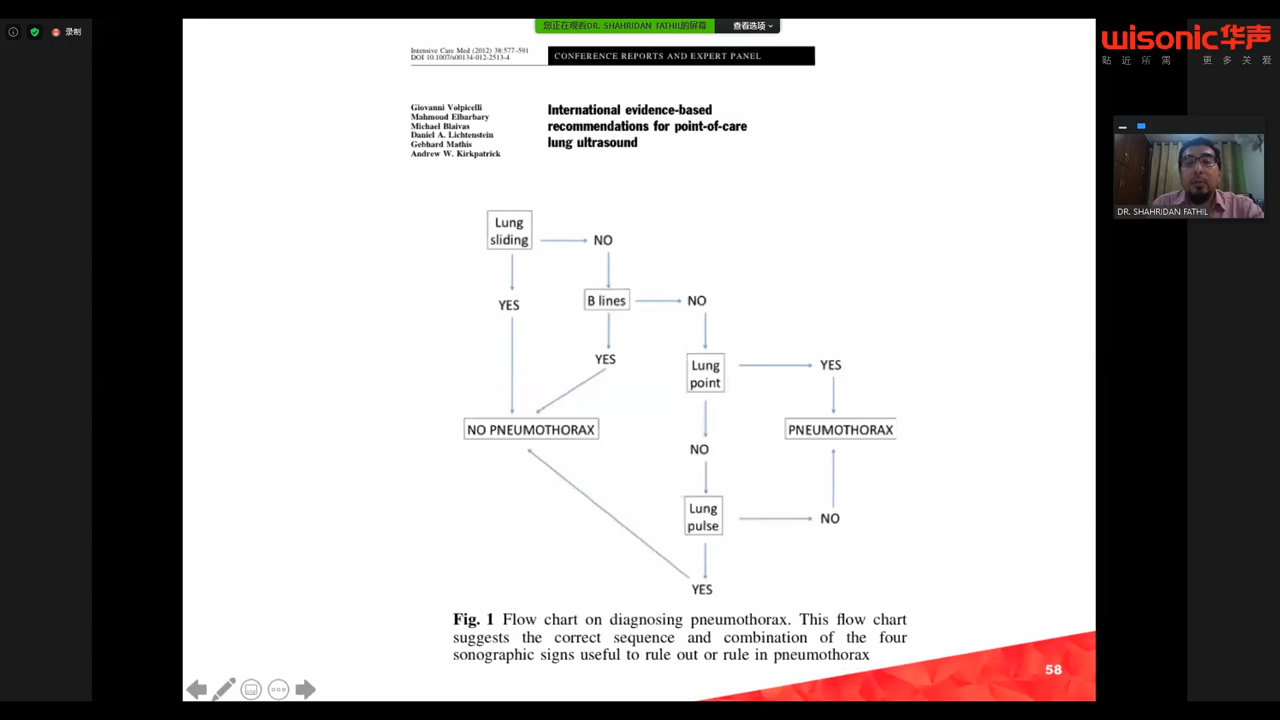 录制
您正在观看DR. SHAHRIDAN FATHIL的屏幕
查看选项
wisonic华声
贴近所需 更多关爱
Intensive Care Med (2012) 38:577–591
DOI 10.1007/s00134-012-2513-4
CONFERENCE REPORTS AND EXPERT PANEL
Giovanni Volpicelli
Mahmoud Elbarbary
Michael Blaivas
Daniel A. Lichtenstein
Gebhard Mathis
Andrew W. Kirkpatrick
International evidence-based
recommendations for point-of-care
lung ultrasound
DR. SHAHRIDAN FATHIL
Lung
sliding
NO
YES
B lines
NO
YES
Lung
point
YES
NO PNEUMOTHORAX
PNEUMOTHORAX
NO
Lung
pulse
NO
YES
Fig. 1 Flow chart on diagnosing pneumothorax. This flow chart
suggests the correct sequence and combination of the four
sonographic signs useful to rule out or rule in pneumothorax
58